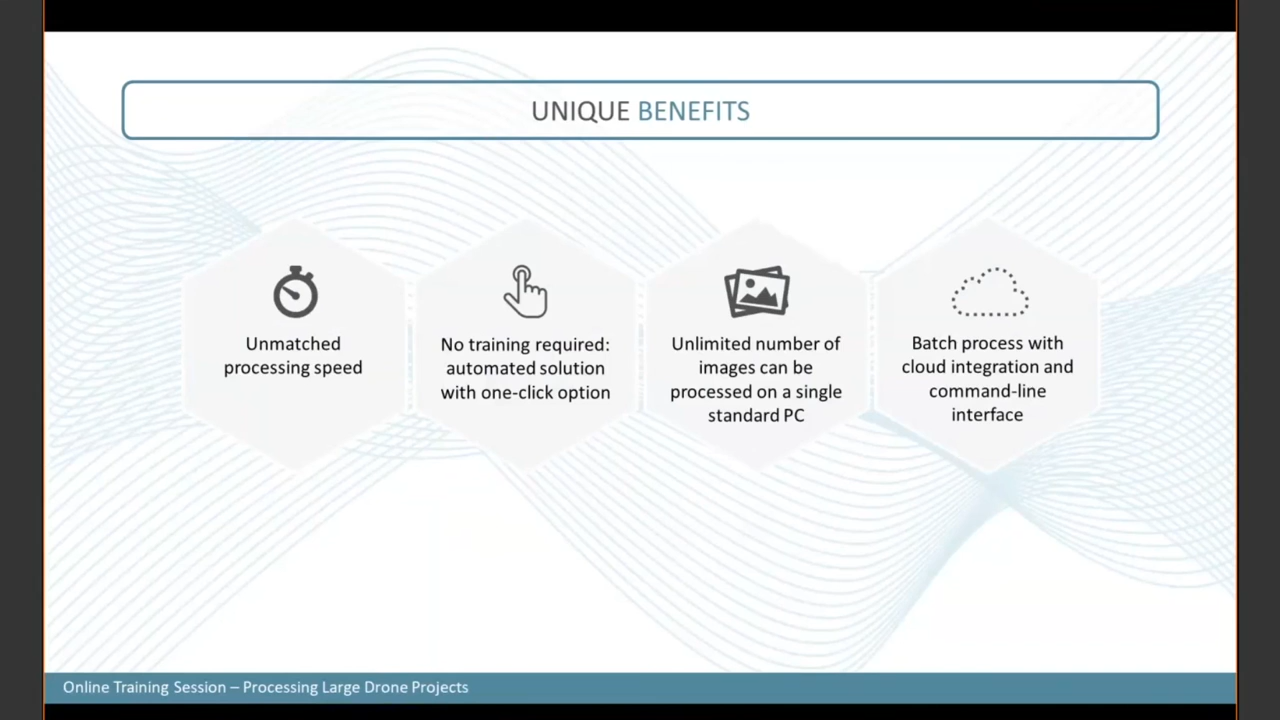 UNIQUE BENEFITS
Unmatched
processing speed
No training required:
automated solution
with one-click option
Unlimited number of
images can be
processed on a single
standard PC
Batch process with
cloud integration and
command-line
interface
Online Training Session – Processing Large Drone Projects